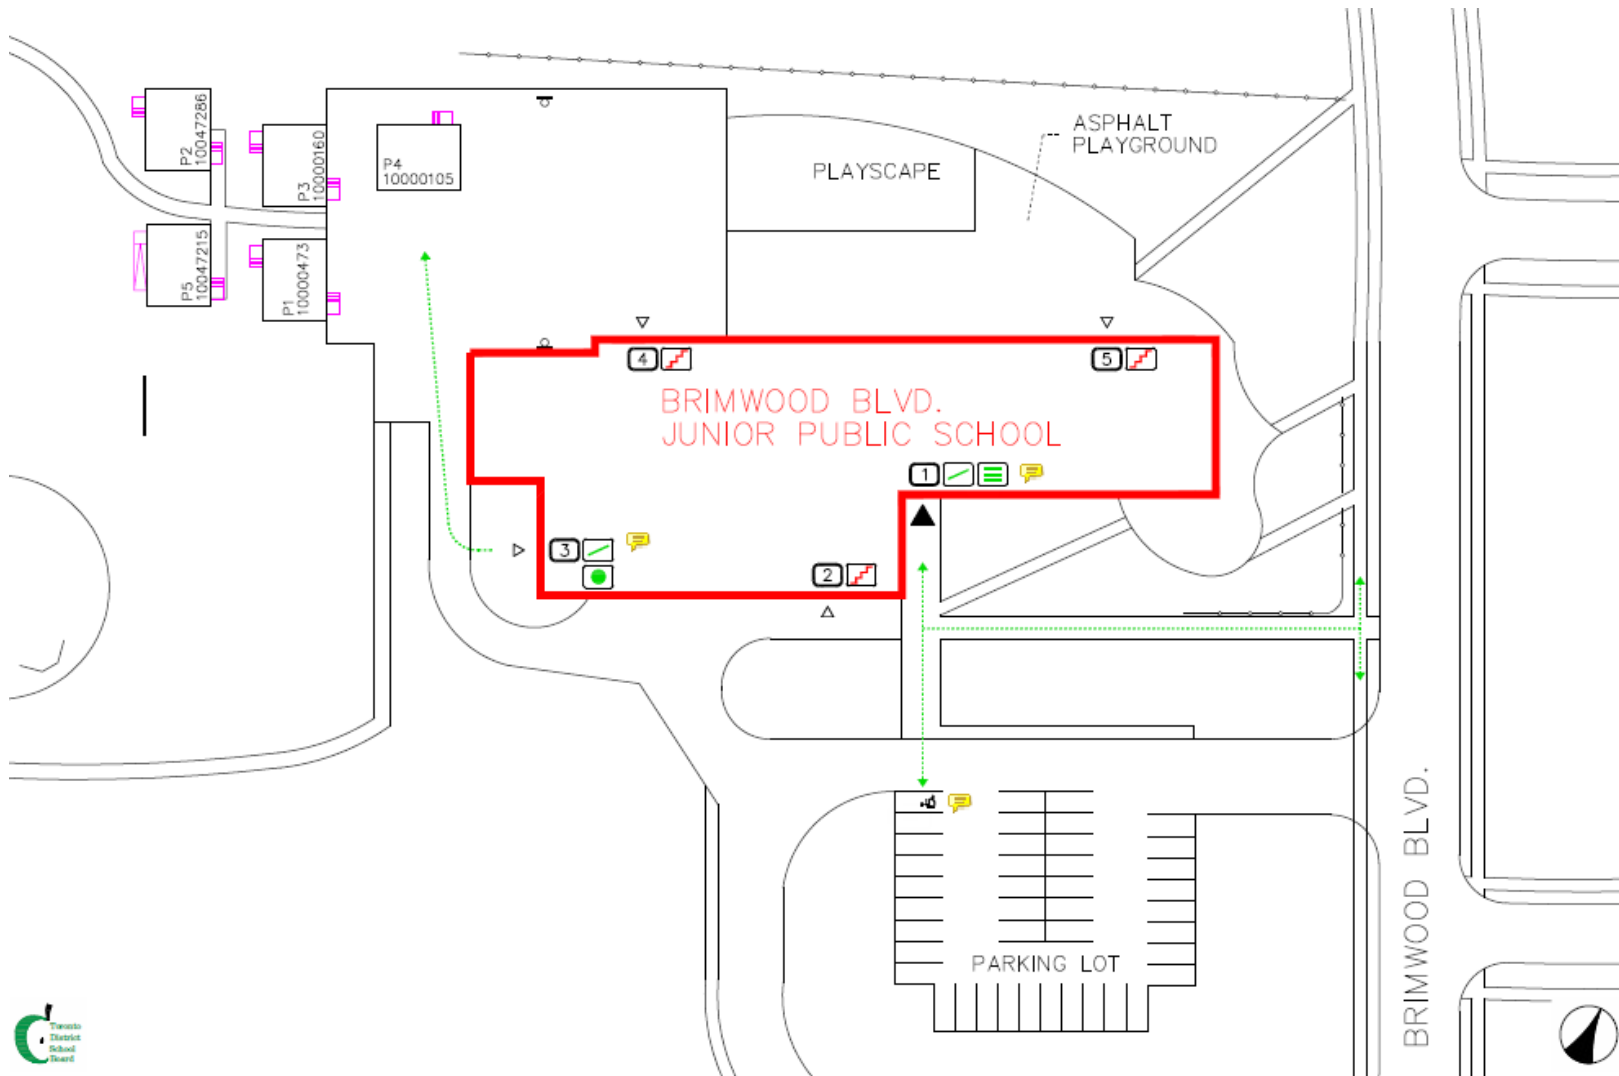 ASPHALT
PLAYGROUND
PLAYSCAPE
P2
10047286
P3
10000160
P4
10000105
P5
10047215
P1
10000473
4
5
BRIMWOOD BLVD.
JUNIOR PUBLIC SCHOOL
1
3
2
PARKING LOT
BRIMWOOD BLVD.
Toronto
District
School
Board